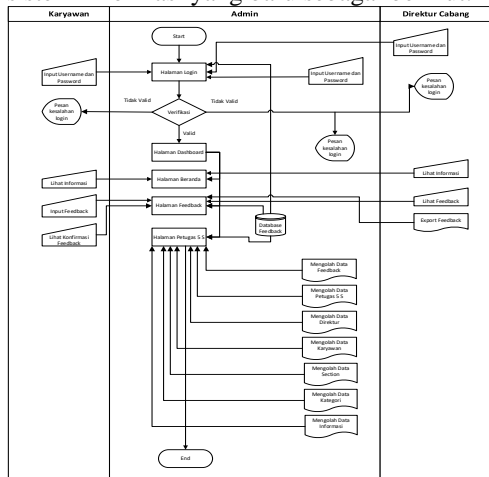 Karyawan
Admin
Direktur Cabang
Start
Input Username dan
Password
Input Username dan
Password
Halaman Login
Input Username dan
Password
Pesan
kesalahan
login
Tidak Valid
Verifikasi
Tidak Valid
Pesan
kesalahan
login
Valid
Pesan
kesalahan
login
Halaman Dashboard
Lihat Informasi
Halaman Beranda
Lihat Informasi
Input Feedback
Halaman Feedback
Lihat Feedback
Export Feedback
Database
Feedback
Lihat Konfirmasi
Feedback
Halaman Petugas 5 S
Mengolah Data
Feedback
Mengolah Data
Petugas 5 S
Mengolah Data
Direktur
Mengolah Data
Karyawan
Mengolah Data
Section
Mengolah Data
Kategori
Mengolah Data
Informasi
End